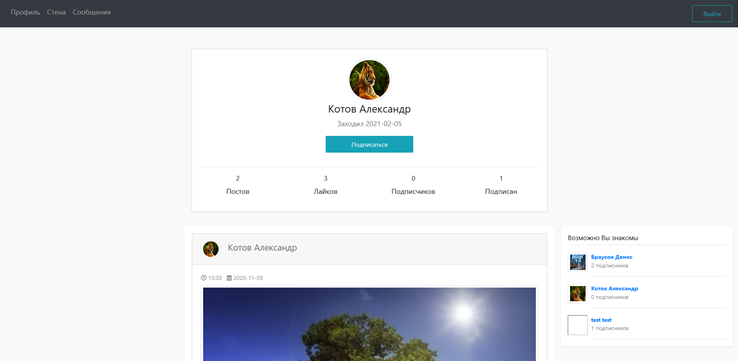 Профиль Стена Сообщения Выйти
Котов Александр
Заходил 2021-02-05
Подписаться
2 3 0 1
Постов Лайков Подписчиков Подписан
Котов Александр
13:33 2020-11-05
Возможно Вы знакомы
Браусов Денис
2 подписчиков
Котов Александр
0 подписчиков
test test
1 подписчиков